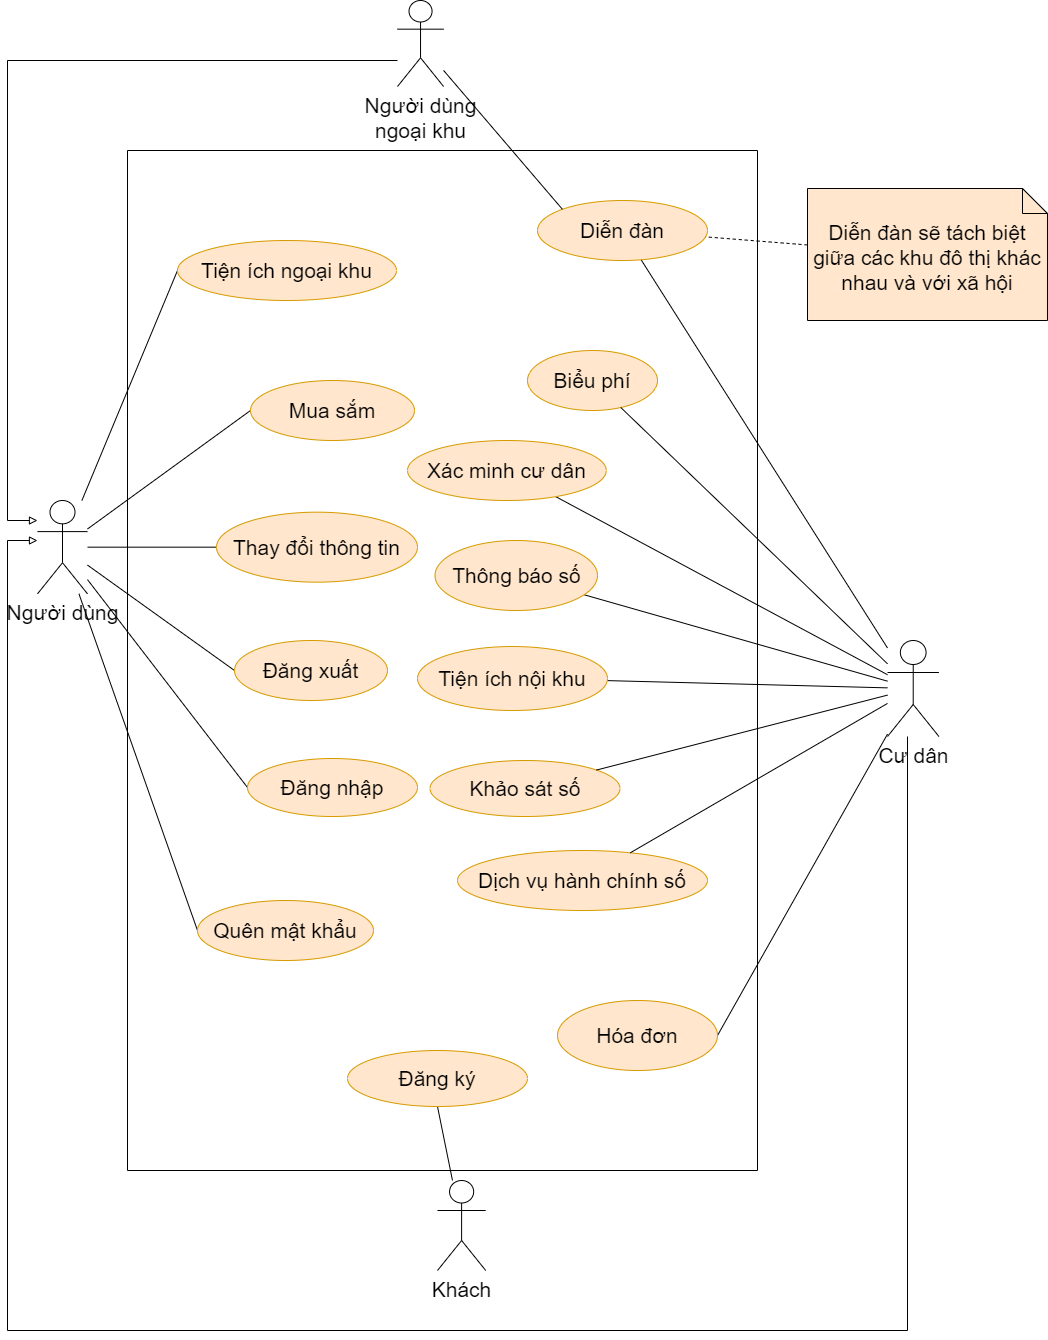 Người dùng
ngoại khu
Diễn đàn
Diễn đàn sẽ tách biệt
giữa các khu đô thị khác
nhau và với xã hội
Tiện ích ngoại khu
Biểu phí
Mua sắm
Xác minh cư dân
Thay đổi thông tin
Thông báo số
Người dùng
Đăng xuất
Tiện ích nội khu
Cư dân
Đăng nhập
Khảo sát số
Dịch vụ hành chính số
Quên mật khẩu
Hóa đơn
Đăng ký
Khách